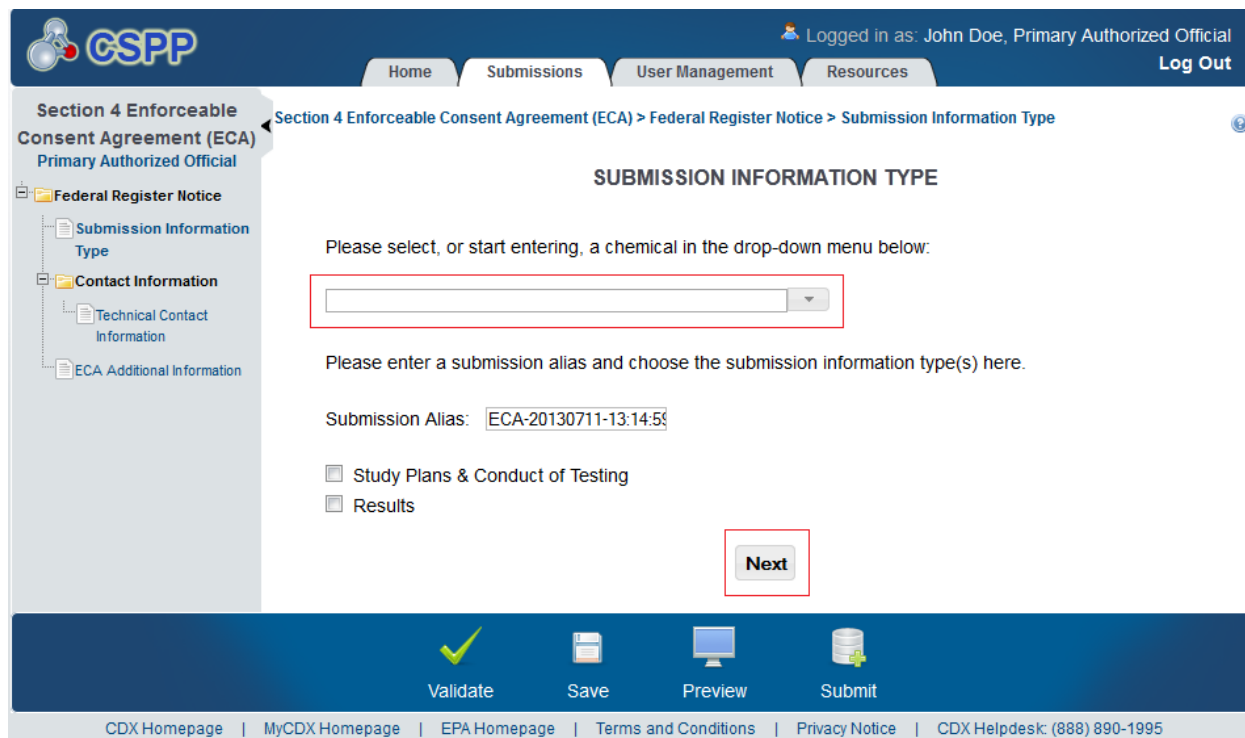 CSPP
Logged in as: John Doe, Primary Authorized Official
Log Out
Home
Submissions
User Management
Resources
Section 4 Enforceable
Consent Agreement (ECA)
Primary Authorized Official
Federal Register Notice
Submission Information
Type
Contact Information
Technical Contact
Information
ECA Additional Information
Section 4 Enforceable Consent Agreement (ECA) > Federal Register Notice > Submission Information Type
SUBMISSION INFORMATION TYPE
Please select, or start entering, a chemical in the drop-down menu below:
Please enter a submission alias and choose the submission information type(s) here.
Submission Alias: ECA-20130711-13:14:59
Study Plans & Conduct of Testing
Results
Next
Validate
Save
Preview
Submit
CDX Homepage | MyCDX Homepage | EPA Homepage | Terms and Conditions | Privacy Notice | CDX Helpdesk: (888) 890-1995